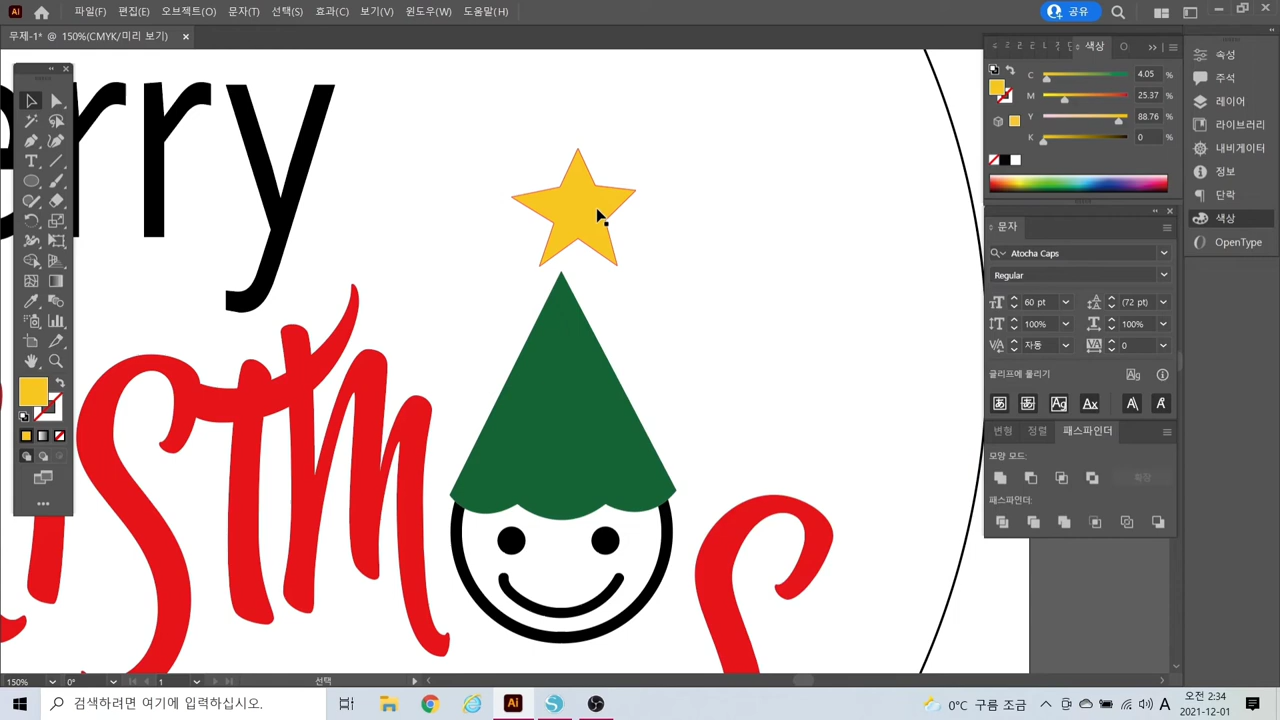 Ai 파일(F) 편집(E) 오브젝트(O) 문자(T) 선택(S) 효과(C) 보기(V) 윈도우(W) 도움말(H) 공유
무제-1* @ 150%(CMYK/미리 보기) ×
색상
C 4.05 %
M 25.37 %
Y 88.76 %
K 0 %
속성
주석
레이어
라이브러리
내비게이터
정보
단락
색상
OpenType
문자
Atocha Caps
Regular
60 pt (72 pt)
100% 100%
자동 0
글리프에 물리기
변형 정렬 패스파인더
모양 모드:
확장
패스파인더:
erry
stm s
150% 0° 1 선택
검색하려면 여기에 입력하십시오.
Ai
0°C 구름 조금
A
오전 2:34
2021-12-01